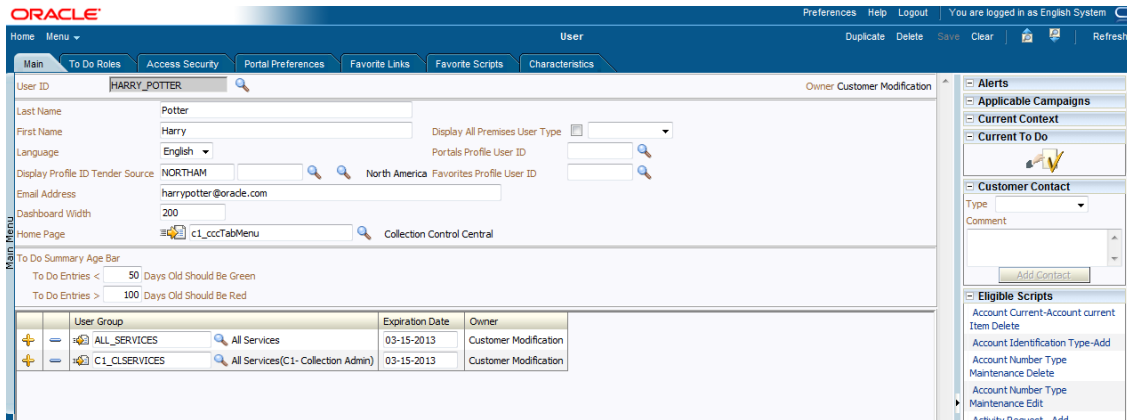 ORACLE
Preferences Help Logout You are logged in as English System
Home Menu User Duplicate Delete Save Clear Refresh
Main To Do Roles Access Security Portal Preferences Favorite Links Favorite Scripts Characteristics
Main Menu
User ID HARRY_POTTER Owner Customer Modification
Last Name Potter
First Name Harry Display All Premises User Type
Language English Portals Profile User ID
Display Profile ID Tender Source NORTHAM North America Favorites Profile User ID
Email Address harrypotter@oracle.com
Dashboard Width 200
Home Page c1_cccTabMenu Collection Control Central
To Do Summary Age Bar
To Do Entries < 50 Days Old Should Be Green
To Do Entries > 100 Days Old Should Be Red
User Group Expiration Date Owner
ALL_SERVICES All Services 03-15-2013 Customer Modification
C1_CLSERVICES All Services(C1- Collection Admin) 03-15-2013 Customer Modification
Alerts
Applicable Campaigns
Current Context
Current To Do
Customer Contact
Type
Comment
Add Contact
Eligible Scripts
Account Current-Account current
Item Delete
Account Identification Type-Add
Account Number Type
Maintenance Delete
Account Number Type
Maintenance Edit
Activity Request - Add